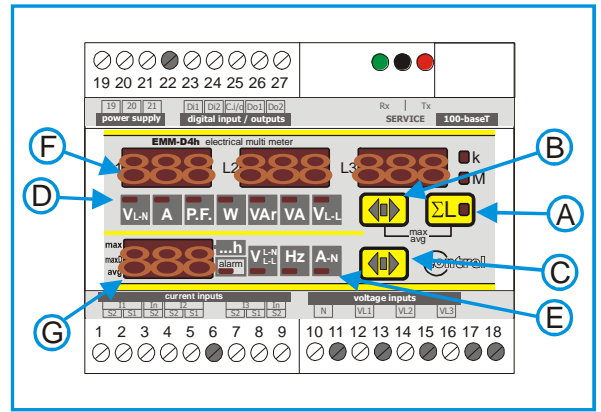 19 20 21 22 23 24 25 26 27
19 20 21 Di1 Di2 C.i/o Do1 Do2 Rx Tx
power supply digital input / outputs SERVICE 100-baseT
EMM-D4h electrical multi meter
F L2 L3 k B
M
D VL-N A P.F. W VAr VA VL-L ΣL A
max
avg
max ...h
maxD alarm VL-N L-L Hz A-N Contrel C
avg
G E
current inputs voltage inputs
I1 In I2 I3 In
S2 S1 S2 S1 S2 S1 S2 N VL1 VL2 VL3
1 2 3 4 5 6 7 8 9 10 11 12 13 14 15 16 17 18